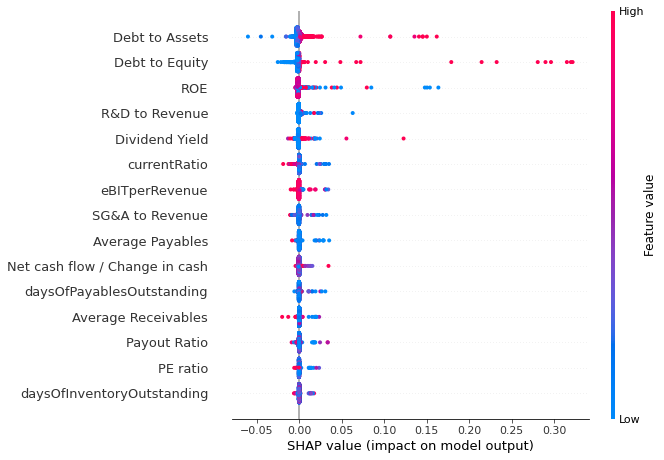 High
Debt to Assets
Debt to Equity
ROE
R&D to Revenue
Dividend Yield
currentRatio
eBITperRevenue
SG&A to Revenue
Average Payables
Net cash flow / Change in cash
daysOfPayablesOutstanding
Average Receivables
Payout Ratio
PE ratio
daysOfInventoryOutstanding
Feature value
Low
−0.05 0.00 0.05 0.10 0.15 0.20 0.25 0.30
SHAP value (impact on model output)